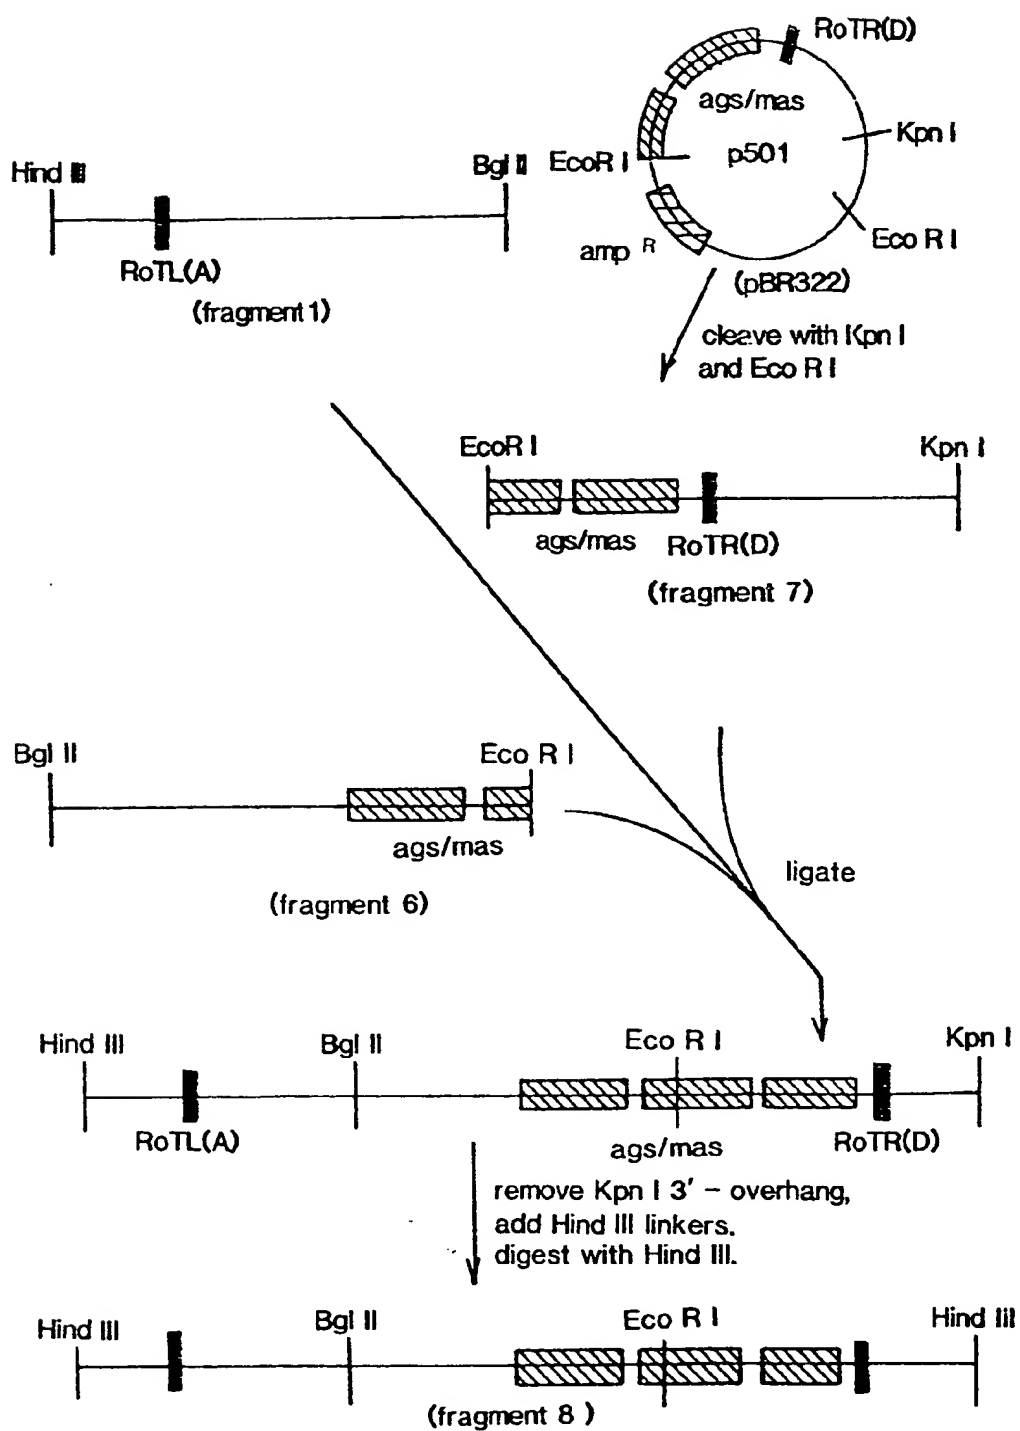 RoTR(D)
ags/mas
Kpn I
p501
EcoR I
Hind III
Bgl II
Eco R I
amp R
RoTL(A)
(pBR322)
(fragment 1)
cleave with Kpn I
and Eco R I
EcoR I
Kpn I
ags/mas
RoTR(D)
(fragment 7)
Bgl II
Eco R I
ags/mas
ligate
(fragment 6)
Hind III
Bgl II
Eco R I
Kpn I
RoTL(A)
ags/mas
RoTR(D)
remove Kpn I 3' - overhang,
add Hind III linkers.
digest with Hind III.
Hind III
Bgl II
Eco R I
Hind III
(fragment 8 )